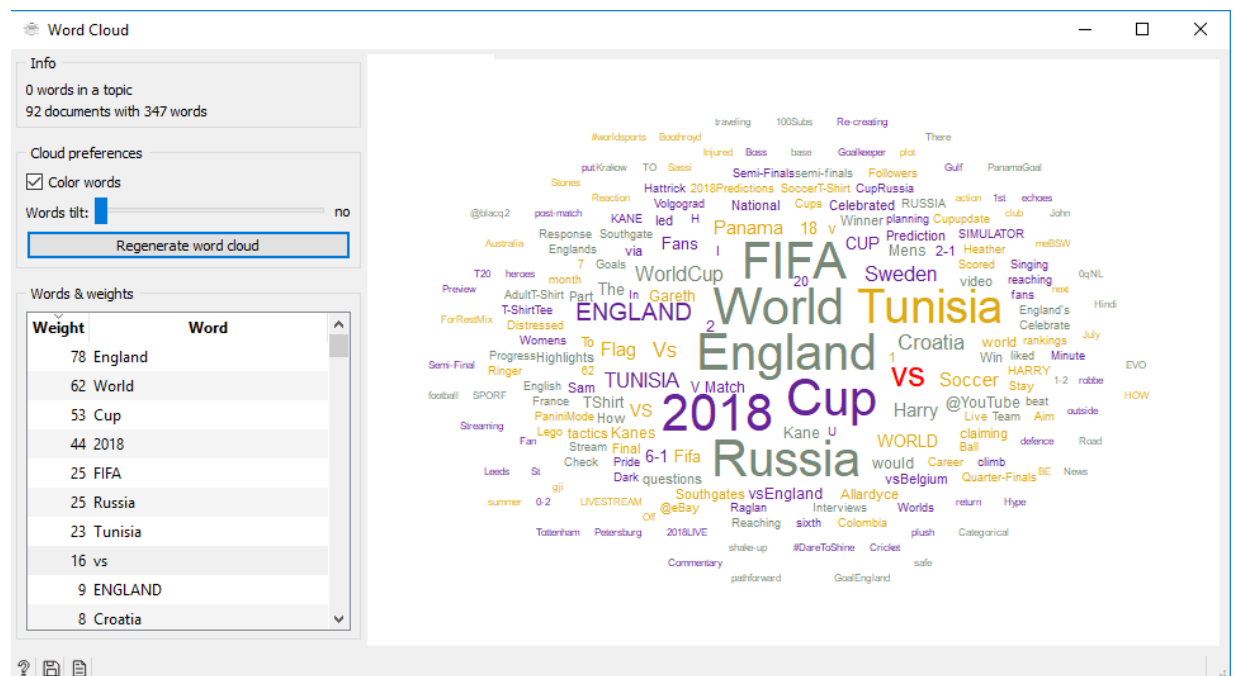 Word Cloud
Info
0 words in a topic
92 documents with 347 words
Cloud preferences
Color words
Words tilt: no
Regenerate word cloud
Words & weights
Weight Word
78 England
62 World
53 Cup
44 2018
25 FIFA
25 Russia
23 Tunisia
16 vs
9 ENGLAND
8 Croatia
traveling 100Subs Re-creating
#worldsports Boothroyd There
Injured Boss base Goalkeeper plot
putKrakow TO Sassi Semi-Finalssemi-finals Followers Gulf PanamaGoal
Stones Hattrick 2018Predictions SoccerT-Shirt CupRussia
Reaction Volgograd National Cups Celebrated RUSSIA action 1st echoes
@blacq2 post-match KANE led H Panama 18 v Winner planning Cupupdate club John
Response Southgate Fans I FIFA CUP Prediction SIMULATOR
Australia Englands via Mens 2-1 Heather meBSW
7 Goals WorldCup 20 Sweden Scored Singing
T20 heroes month video reaching 0qNL
Preview AdultT-Shirt Part The In Gareth World Tunisia fans next
T-ShirtTee ENGLAND England's Hindi
ForRestMix Distressed 2 Celebrate
Womens To Flag Vs England Croatia world rankings July
Semi-Final ProgressHighlights 1 Win liked Minute
Ringer 62 TUNISIA V Match vs Soccer HARRY EVO
English Sam Cup Stay 1-2 robbe
football SPORF France TShirt 2018 Harry @YouTube beat HOW
PaniniMode How VS Live Team Aim outside
Streaming Lego tactics Kanes Kane U claiming
Fan Stream Final Russia WORLD Ball defence Road
Check Pride 6-1 Fifa would Career climb
Leeds St Dark questions vsBelgium Quarter-Finals BE News
gji Southgates vsEngland Allardyce
summer 0-2 LIVESTREAM @eBay Raglan Interviews Worlds return Hype
Off Reaching sixth Colombia
Tottenham Petersburg 2018LIVE plush Categorical
shake-up #DareToShine Cricket
Commentary safe
pathforward GoalEngland